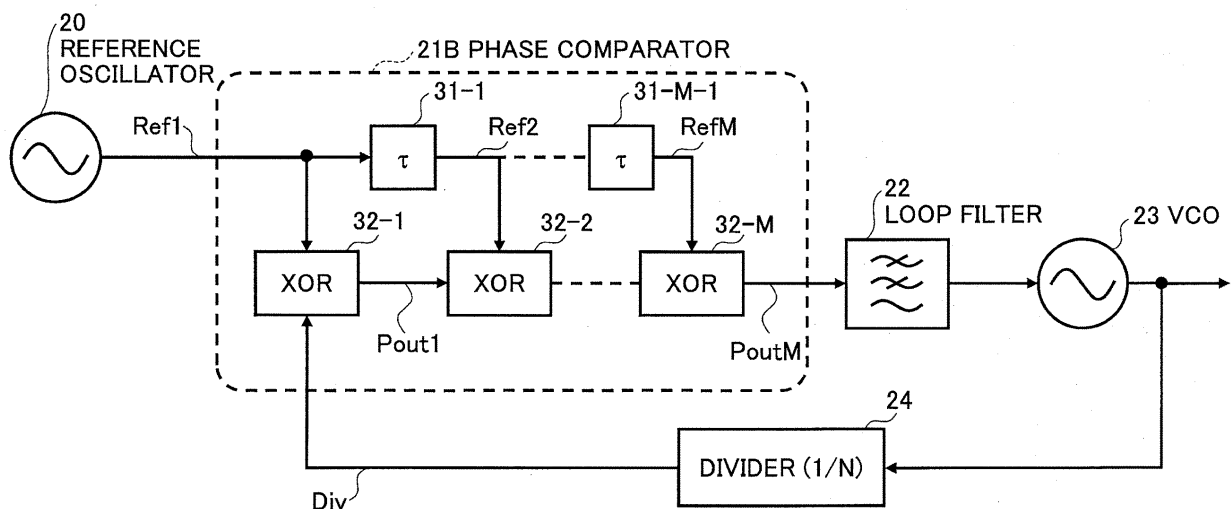 20
REFERENCE
OSCILLATOR
21B PHASE COMPARATOR
31-1
31-M-1
Ref1
τ
Ref2
τ
RefM
22
LOOP FILTER
23 VCO
32-1
32-2
32-M
XOR
XOR
XOR
Pout1
PoutM
24
DIVIDER (1/N)
Div